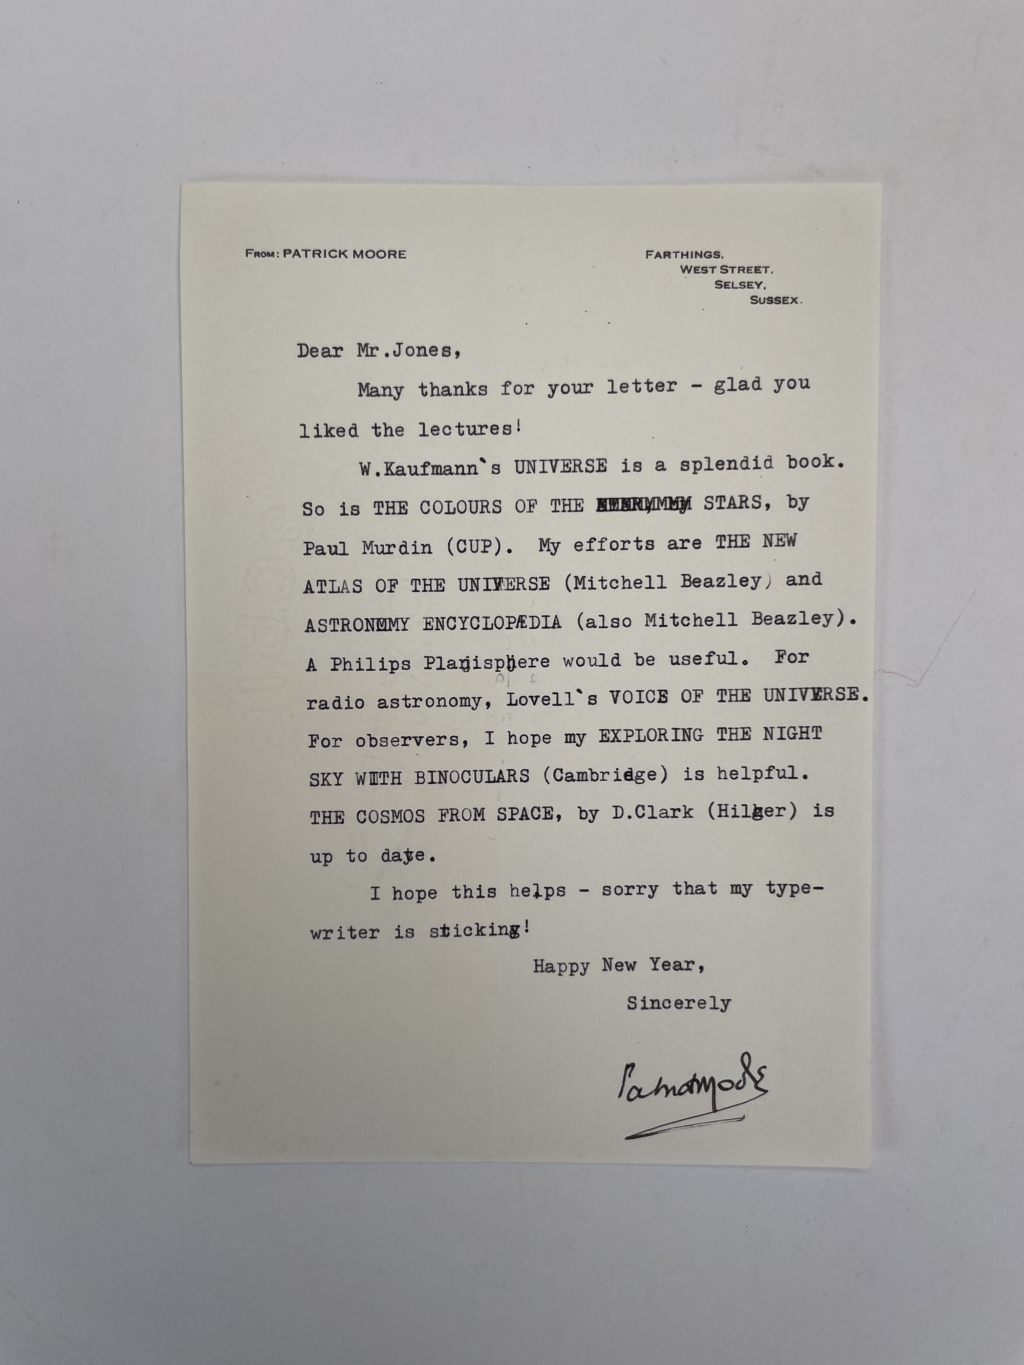 From: PATRICK MOORE
FARTHINGS,
WEST STREET,
SELSEY,
SUSSEX.
Dear Mr.Jones,
Many thanks for your letter - glad you
liked the lectures!
W.Kaufmann`s UNIVERSE is a splendid book.
So is THE COLOURS OF THE STARS, by
Paul Murdin (CUP). My efforts are THE NEW
ATLAS OF THE UNIVERSE (Mitchell Beazley) and
ASTRONOMY ENCYCLOPÆDIA (also Mitchell Beazley).
A Philips Planisphere would be useful. For
radio astronomy, Lovell`s VOICE OF THE UNIVERSE.
For observers, I hope my EXPLORING THE NIGHT
SKY WITH BINOCULARS (Cambridge) is helpful.
THE COSMOS FROM SPACE, by D.Clark (Hilger) is
up to date.
I hope this helps - sorry that my type-
writer is sticking!
Happy New Year,
Sincerely
Patrick Moore